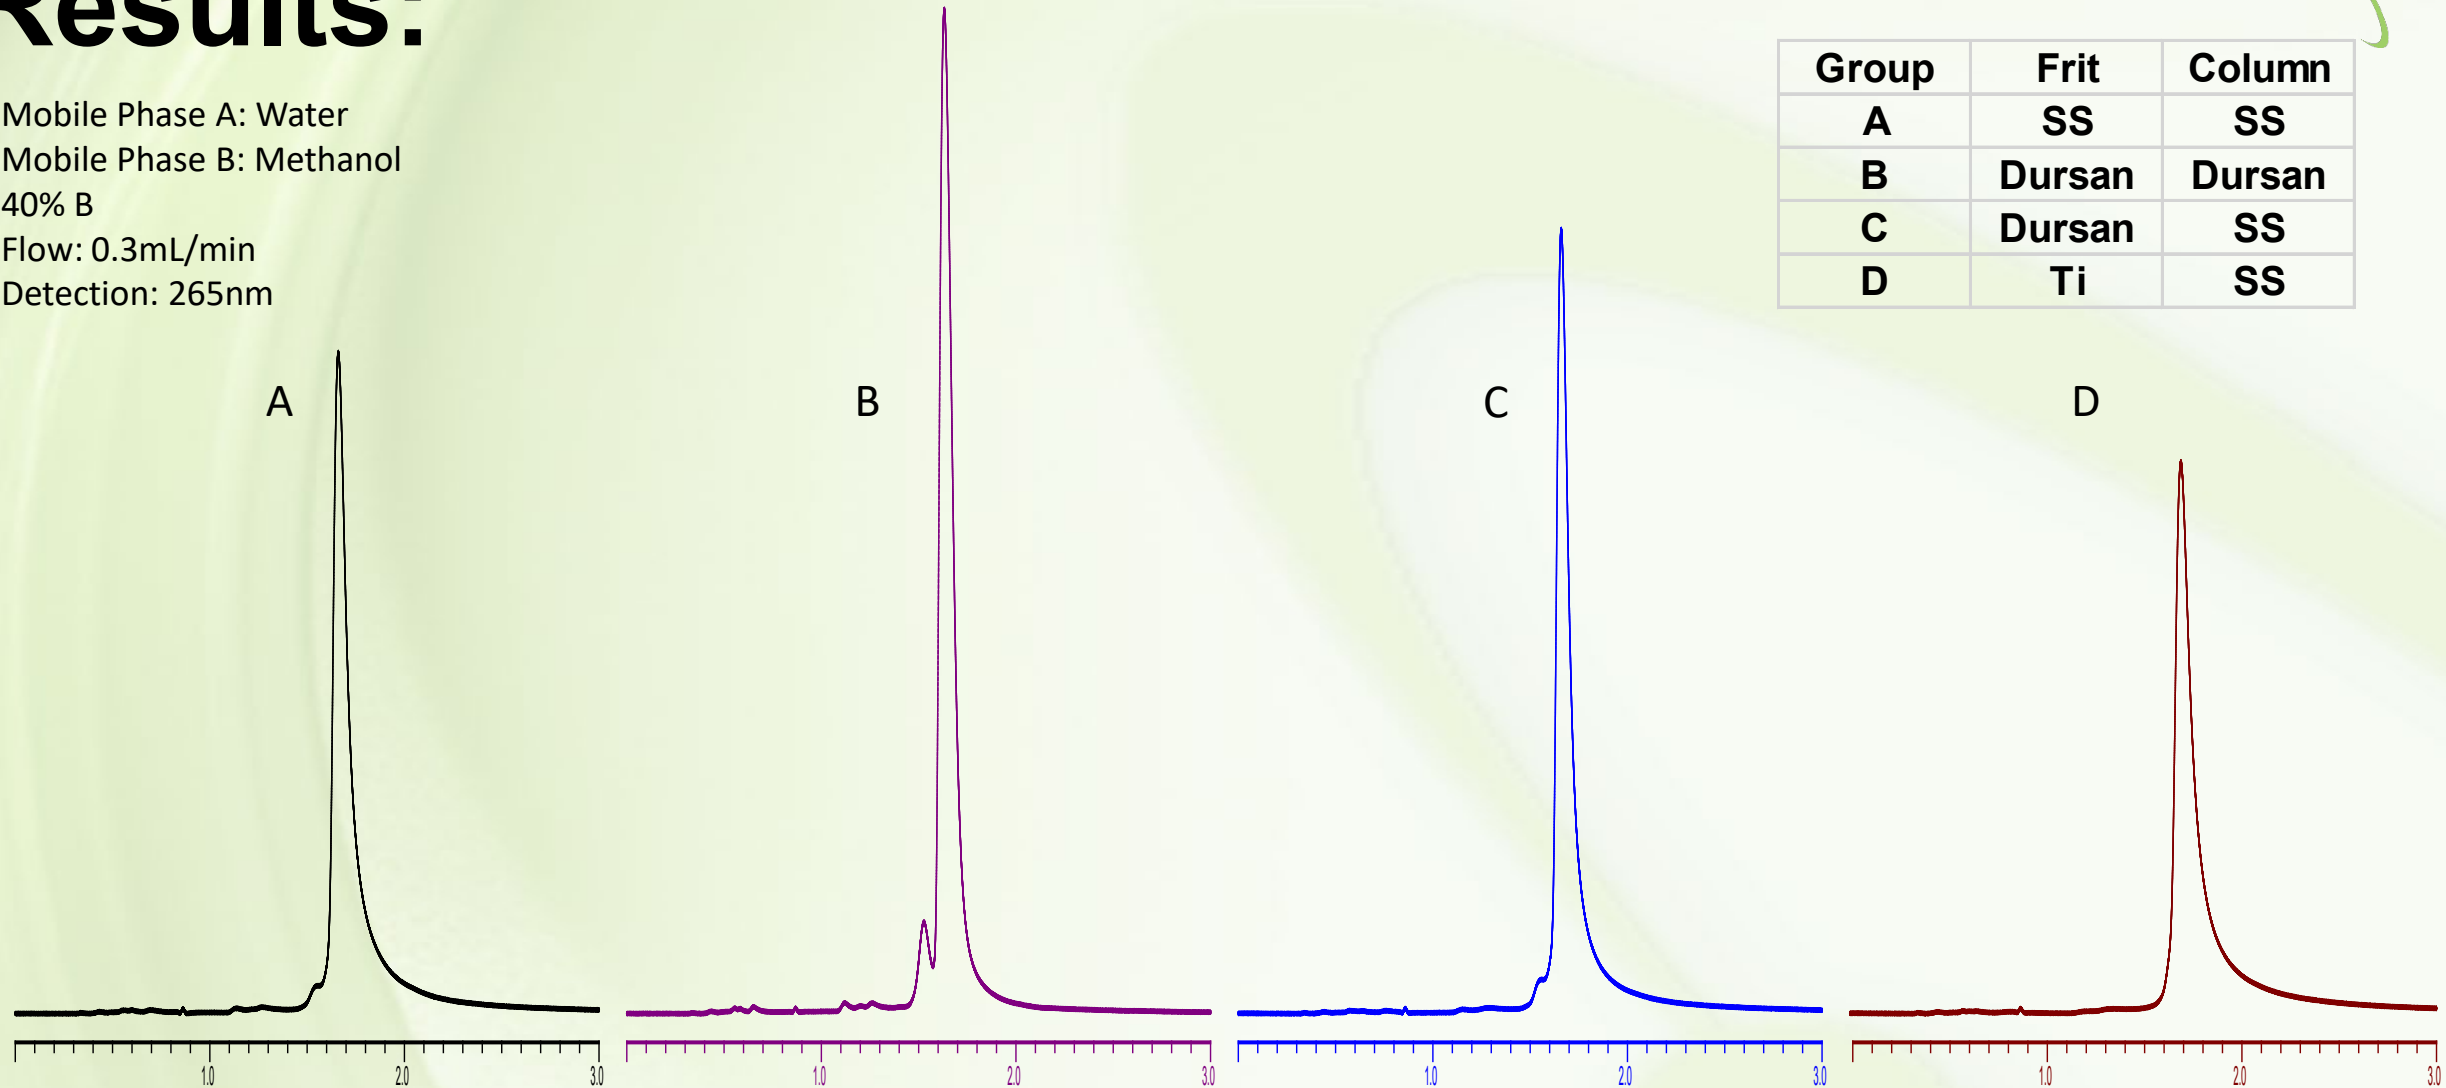 Results:
Mobile Phase A: Water
Mobile Phase B: Methanol
40% B
Flow: 0.3mL/min
Detection: 265nm
Group Frit Column
A SS SS
B Dursan Dursan
C Dursan SS
D Ti SS
A B C D
1.0 2.0 3.0 1.0 2.0 3.0 1.0 2.0 3.0 1.0 2.0 3.0